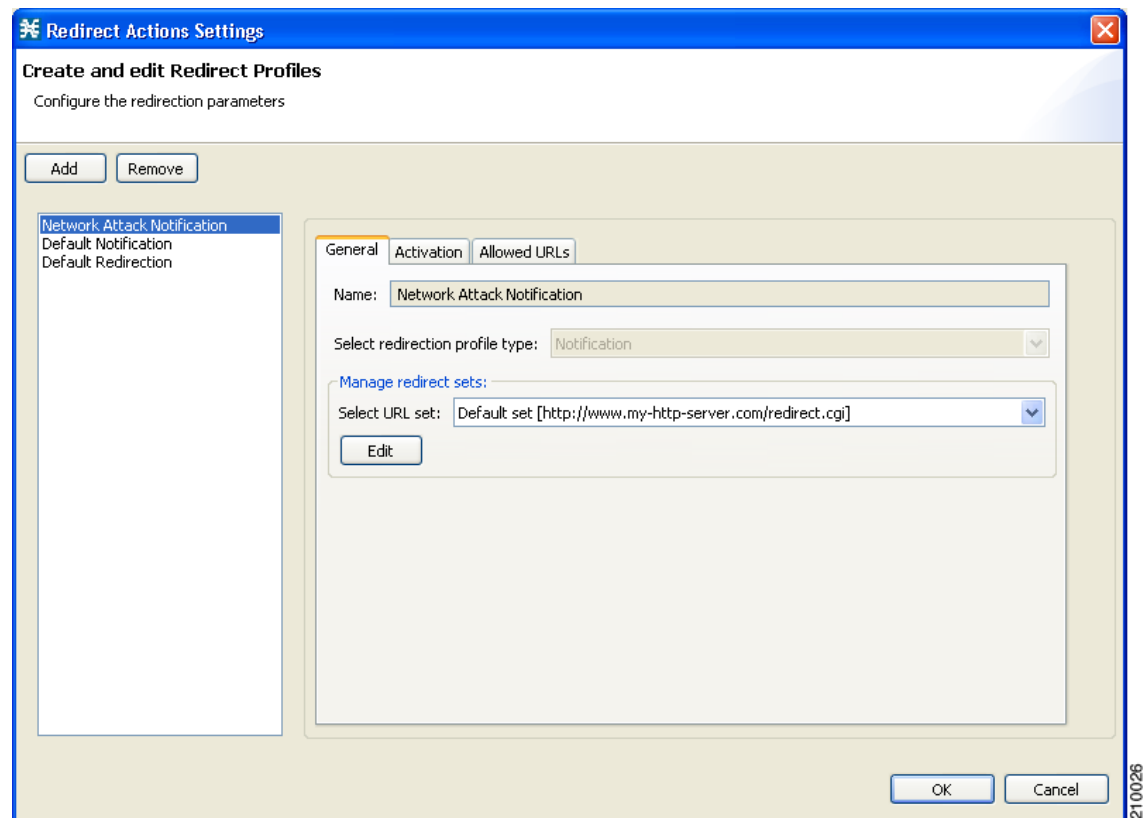 Redirect Actions Settings
Create and edit Redirect Profiles
Configure the redirection parameters
Add Remove
Network Attack Notification
Default Notification
Default Redirection
General Activation Allowed URLs
Name: Network Attack Notification
Select redirection profile type: Notification
Manage redirect sets:
Select URL set: Default set [http://www.my-http-server.com/redirect.cgi]
Edit
OK Cancel
210026